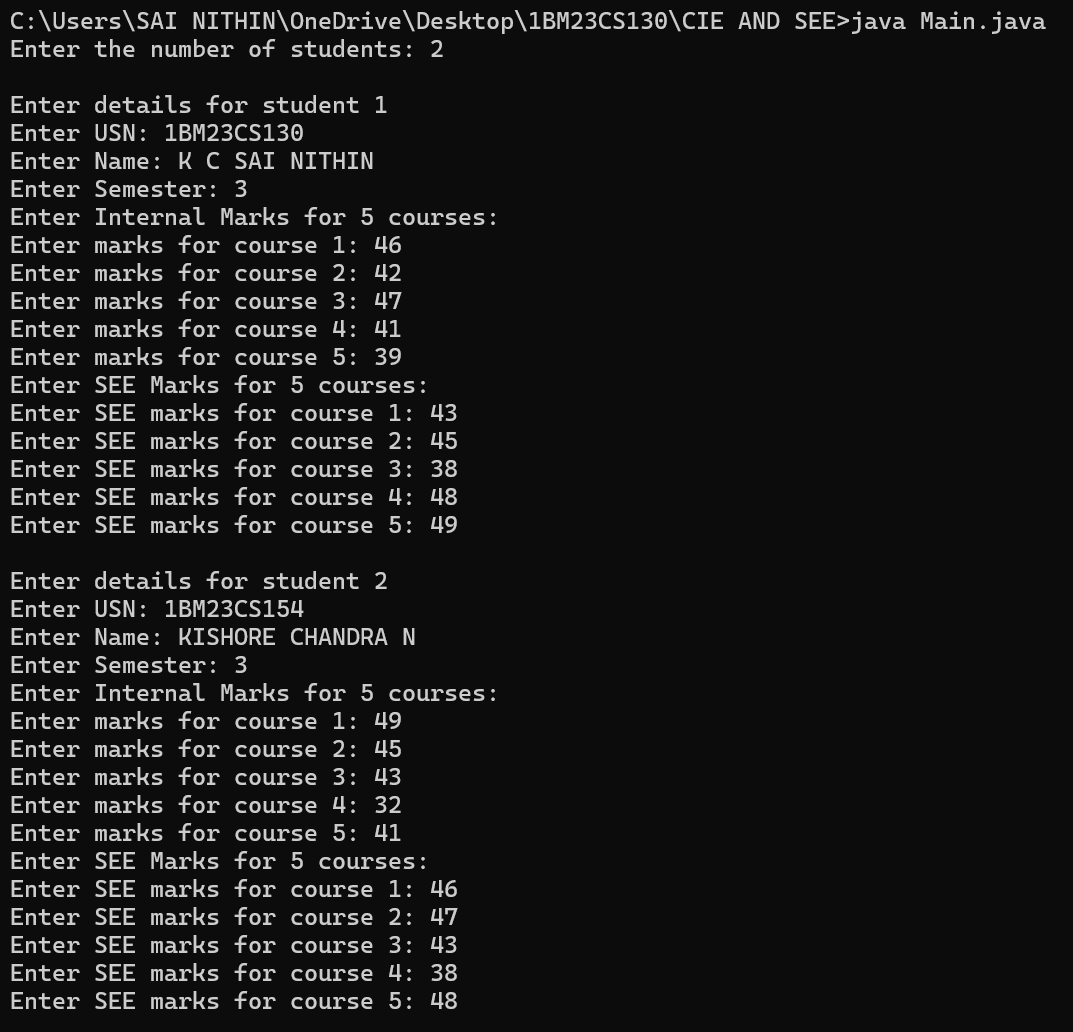 C:\Users\SAI NITHIN\OneDrive\Desktop\1BM23CS130\CIE AND SEE>java Main.java
Enter the number of students: 2

Enter details for student 1
Enter USN: 1BM23CS130
Enter Name: K C SAI NITHIN
Enter Semester: 3
Enter Internal Marks for 5 courses:
Enter marks for course 1: 46
Enter marks for course 2: 42
Enter marks for course 3: 47
Enter marks for course 4: 41
Enter marks for course 5: 39
Enter SEE Marks for 5 courses:
Enter SEE marks for course 1: 43
Enter SEE marks for course 2: 45
Enter SEE marks for course 3: 38
Enter SEE marks for course 4: 48
Enter SEE marks for course 5: 49

Enter details for student 2
Enter USN: 1BM23CS154
Enter Name: KISHORE CHANDRA N
Enter Semester: 3
Enter Internal Marks for 5 courses:
Enter marks for course 1: 49
Enter marks for course 2: 45
Enter marks for course 3: 43
Enter marks for course 4: 32
Enter marks for course 5: 41
Enter SEE Marks for 5 courses:
Enter SEE marks for course 1: 46
Enter SEE marks for course 2: 47
Enter SEE marks for course 3: 43
Enter SEE marks for course 4: 38
Enter SEE marks for course 5: 48